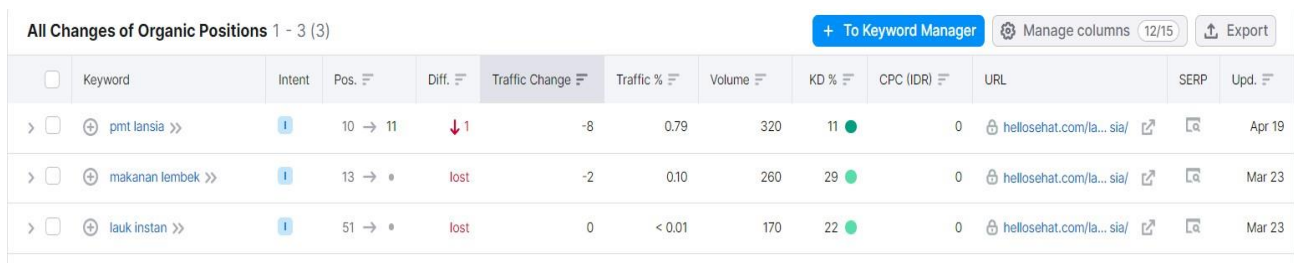 All Changes of Organic Positions 1 - 3 (3) + To Keyword Manager Manage columns 12/15 Export
Keyword Intent Pos. Diff. Traffic Change Traffic % Volume KD % CPC (IDR) URL SERP Upd.
pmt lansia I 10 → 11 ↓ 1 -8 0.79 320 11 0 hellosehat.com/la... sia/ Apr 19
makanan lembek I 13 → lost -2 0.10 260 29 0 hellosehat.com/la... sia/ Mar 23
lauk instan I 51 → lost 0 < 0.01 170 22 0 hellosehat.com/la... sia/ Mar 23